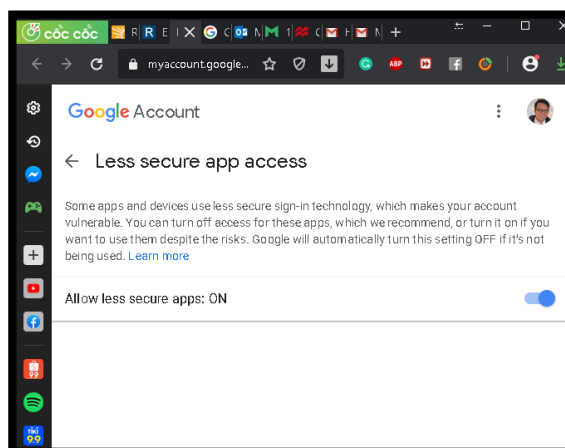 cốc cốc R R E I C N 1 C H N +
myaccount.google...
ABP
Google Account
Less secure app access
Some apps and devices use less secure sign-in technology, which makes your account
vulnerable. You can turn off access for these apps, which we recommend, or turn it on if you
want to use them despite the risks. Google will automatically turn this setting OFF if it's not
being used. Learn more
Allow less secure apps: ON